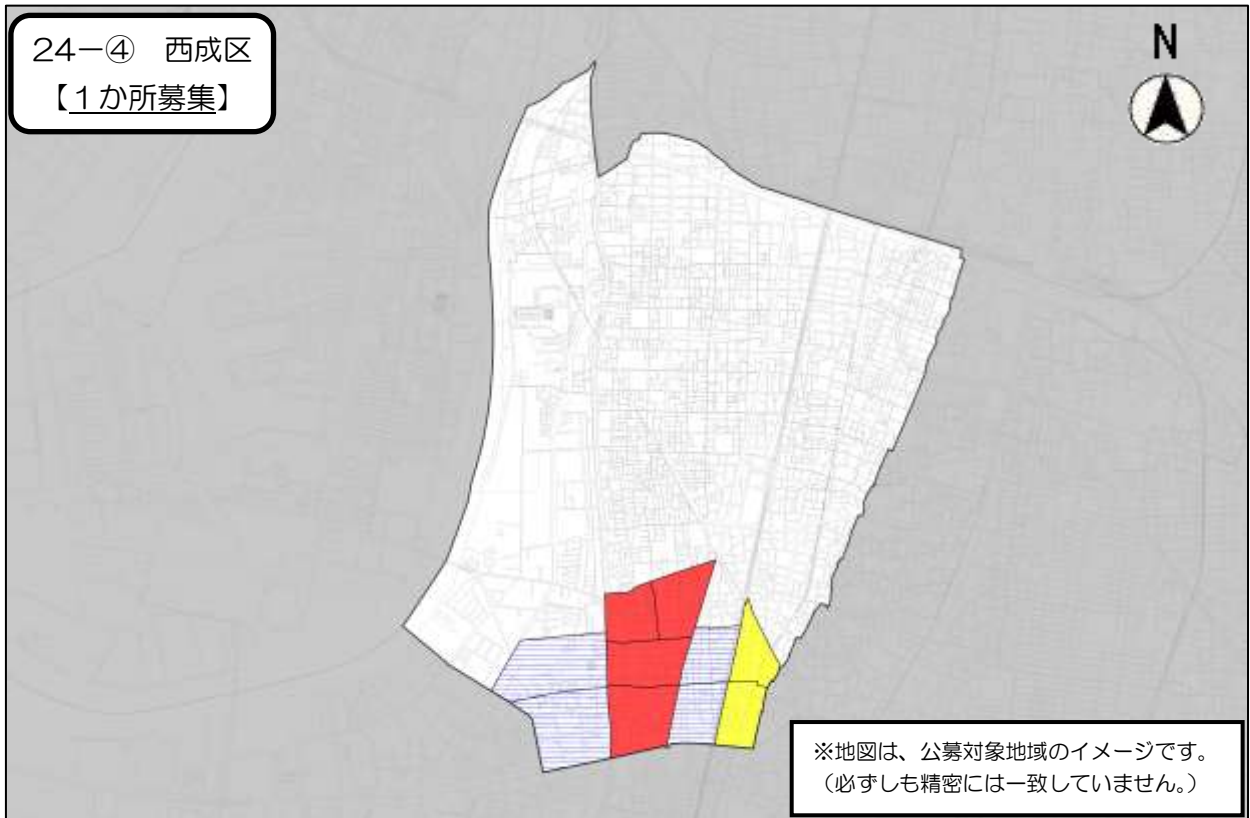 24－④　西成区
【１か所募集】
N
※地図は、公募対象地域のイメージです。
（必ずしも精密には一致していません。）